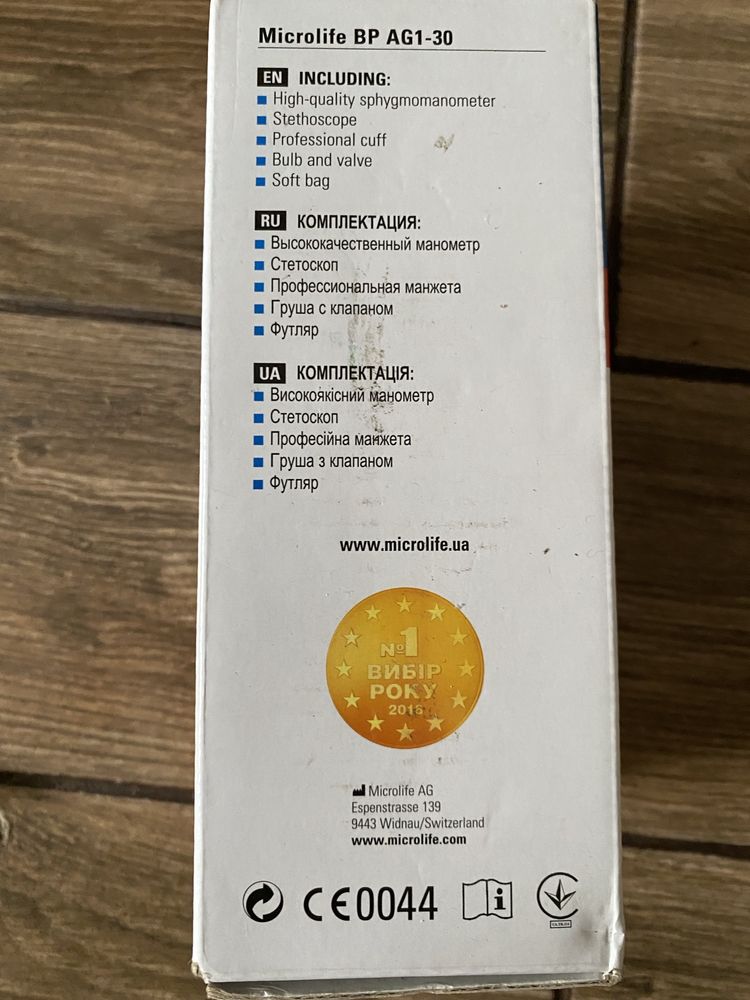 Microlife BP AG1-30
EN INCLUDING:
High-quality sphygmomanometer
Stethoscope
Professional cuff
Bulb and valve
Soft bag
RU КОМПЛЕКТАЦИЯ:
Высококачественный манометр
Стетоскоп
Профессиональная манжета
Груша с клапаном
Футляр
UA КОМПЛЕКТАЦІЯ:
Високоякісний манометр
Стетоскоп
Професійна манжета
Груша з клапаном
Футляр
www.microlife.ua
№1
ВИБІР
РОКУ
2016
Microlife AG
Espenstrasse 139
9443 Widnau/Switzerland
www.microlife.com
CE0044